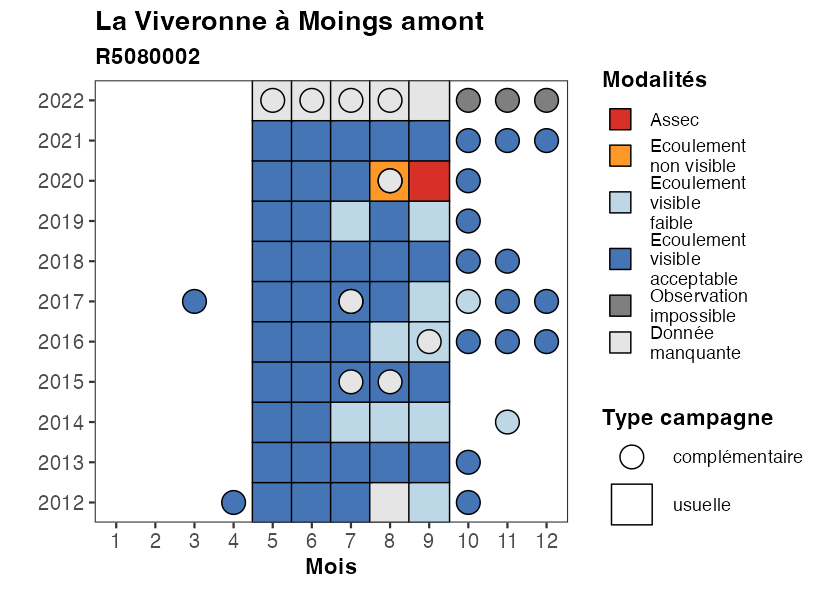 La Viveronne à Moings amont
R5080002
2022
2021
2020
2019
2018
2017
2016
2015
2014
2013
2012
1 2 3 4 5 6 7 8 9 10 11 12
Mois
Modalités
Assec
Ecoulement
non visible
Ecoulement
visible
faible
Ecoulement
visible
acceptable
Observation
impossible
Donnée
manquante
Type campagne
complémentaire
usuelle